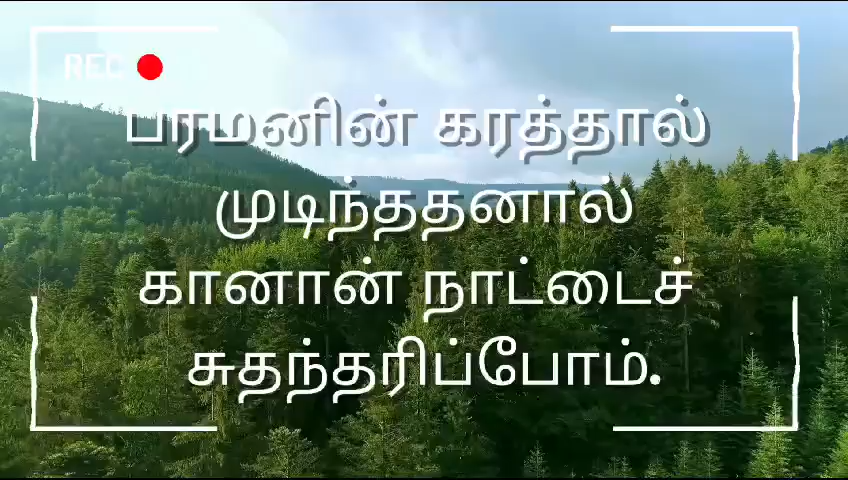 REC
பரமனின் கரத்தால்
முடிந்ததனால்
கானான் நாட்டைச்
சுதந்தரிப்போம்.